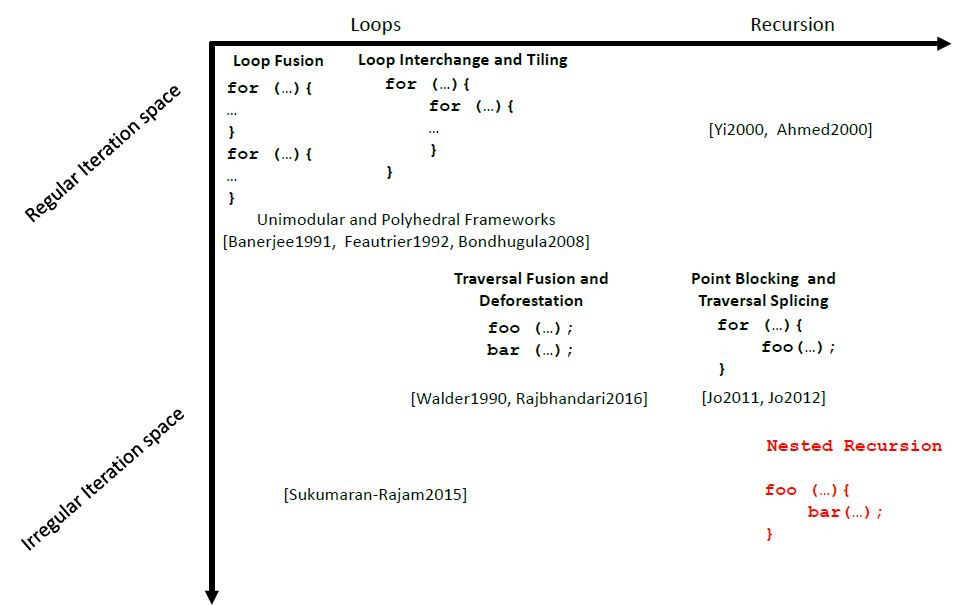 Loops
Recursion
Regular Iteration space
Loop Fusion
for (…){
…
}
for (…){
…
}
Loop Interchange and Tiling
for (…){
for (…){
…
}
}
[Yi2000, Ahmed2000]
Unimodular and Polyhedral Frameworks
[Banerjee1991, Feautrier1992, Bondhugula2008]
Traversal Fusion and
Deforestation
foo (…);
bar (…);
[Walder1990, Rajbhandari2016]
Point Blocking and
Traversal Splicing
for (…){
foo(…);
}
[Jo2011, Jo2012]
Irregular Iteration space
[Sukumaran-Rajam2015]
Nested Recursion
foo (…){
bar(…);
}